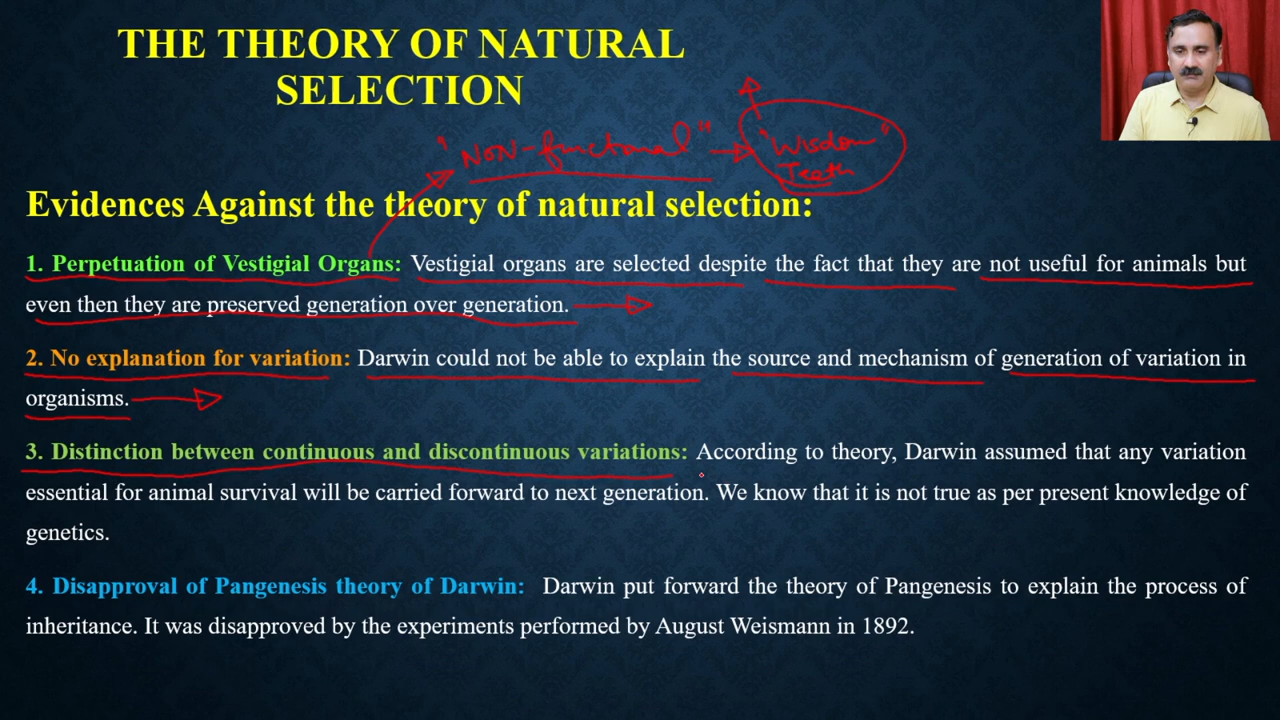 THE THEORY OF NATURAL
SELECTION
"Non-functional" "Wisdom"
Teeth
Evidences Against the theory of natural selection:
1. Perpetuation of Vestigial Organs: Vestigial organs are selected despite the fact that they are not useful for animals but
even then they are preserved generation over generation.
2. No explanation for variation: Darwin could not be able to explain the source and mechanism of generation of variation in
organisms.
3. Distinction between continuous and discontinuous variations: According to theory, Darwin assumed that any variation
essential for animal survival will be carried forward to next generation. We know that it is not true as per present knowledge of
genetics.
4. Disapproval of Pangenesis theory of Darwin: Darwin put forward the theory of Pangenesis to explain the process of
inheritance. It was disapproved by the experiments performed by August Weismann in 1892.